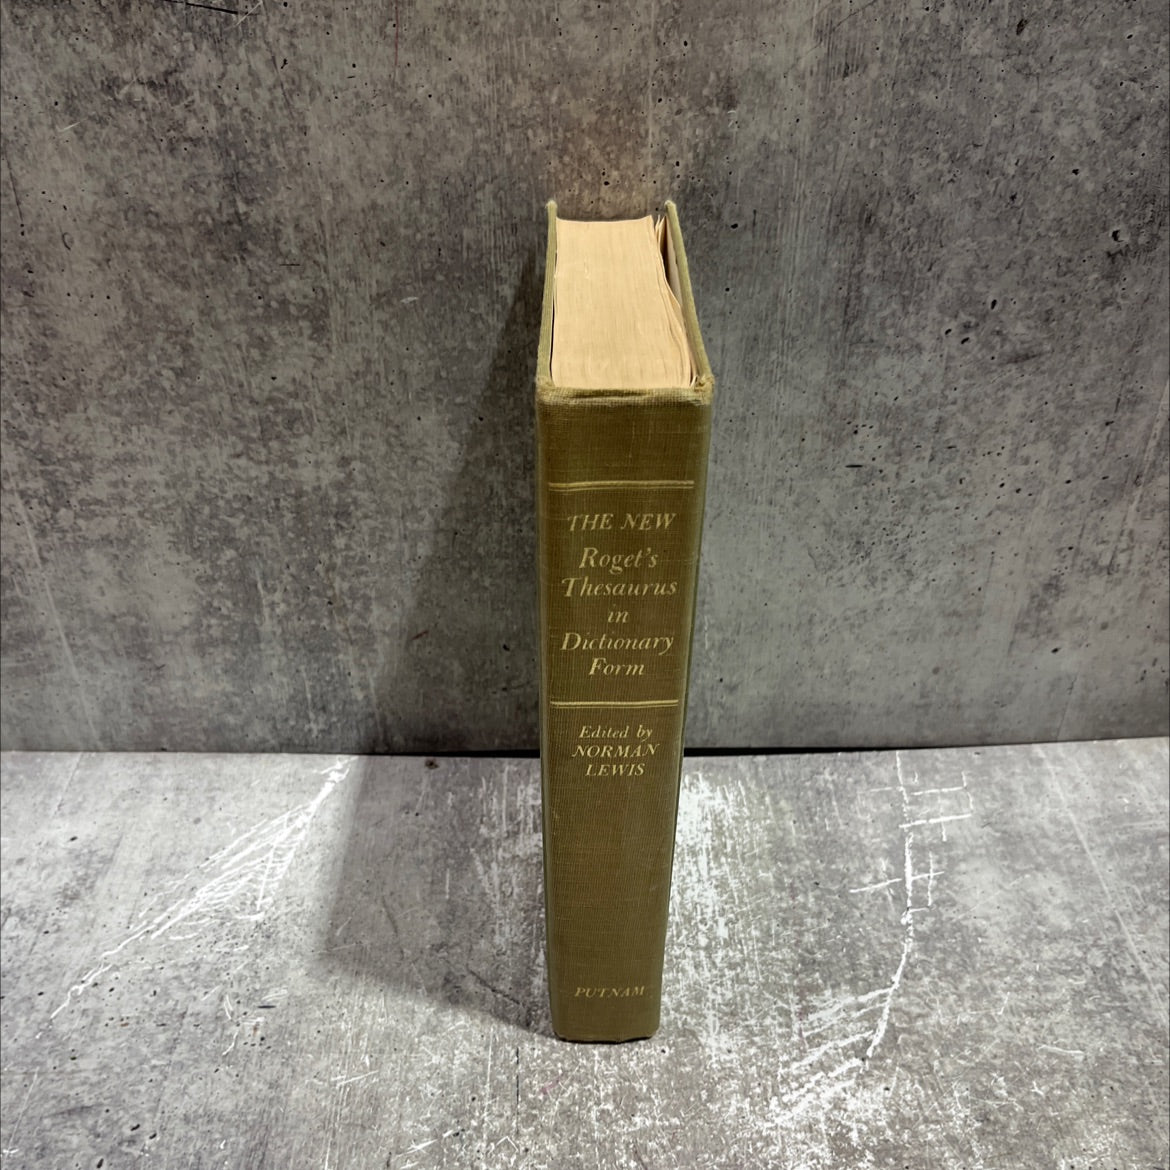 THE NEW
Roget's
Thesaurus
in
Dictionary
Form
Edited by
NORMAN
LEWIS
PUTNAM